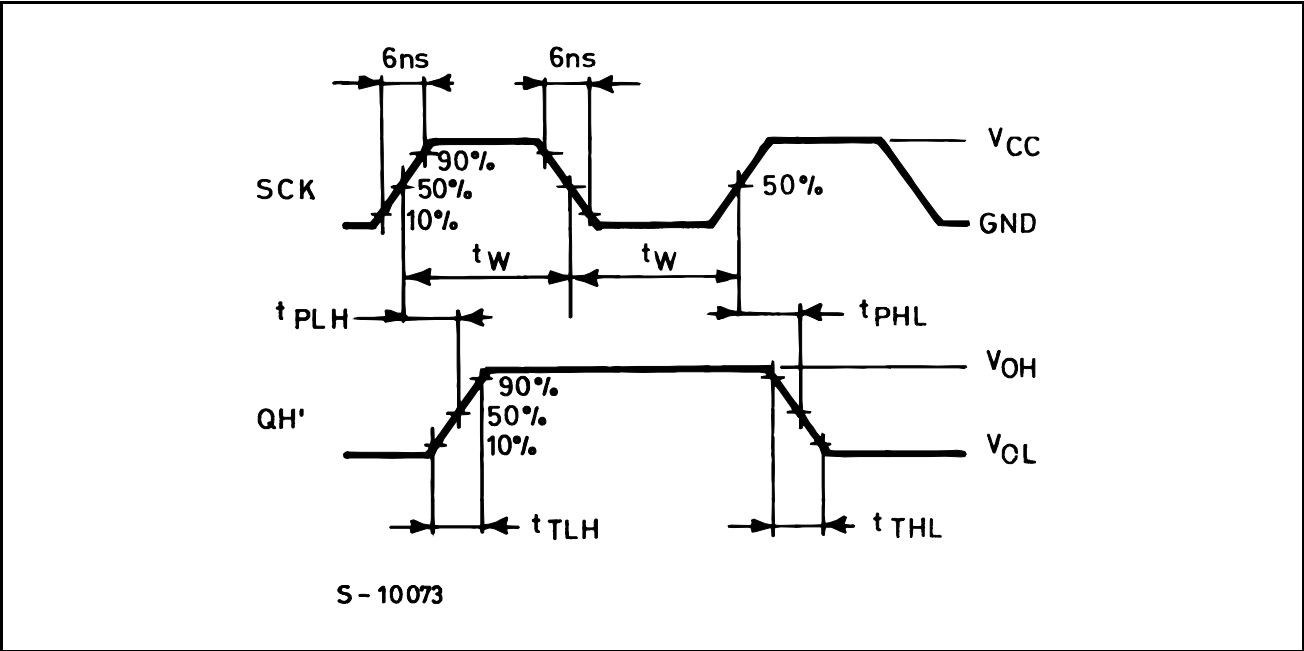 6ns 6ns
VCC
90%
SCK 50% 50%
10% GND
tW tW
tPLH tPHL
VOH
90%
QH' 50%
10% VOL
tTLH tTHL
S-10073